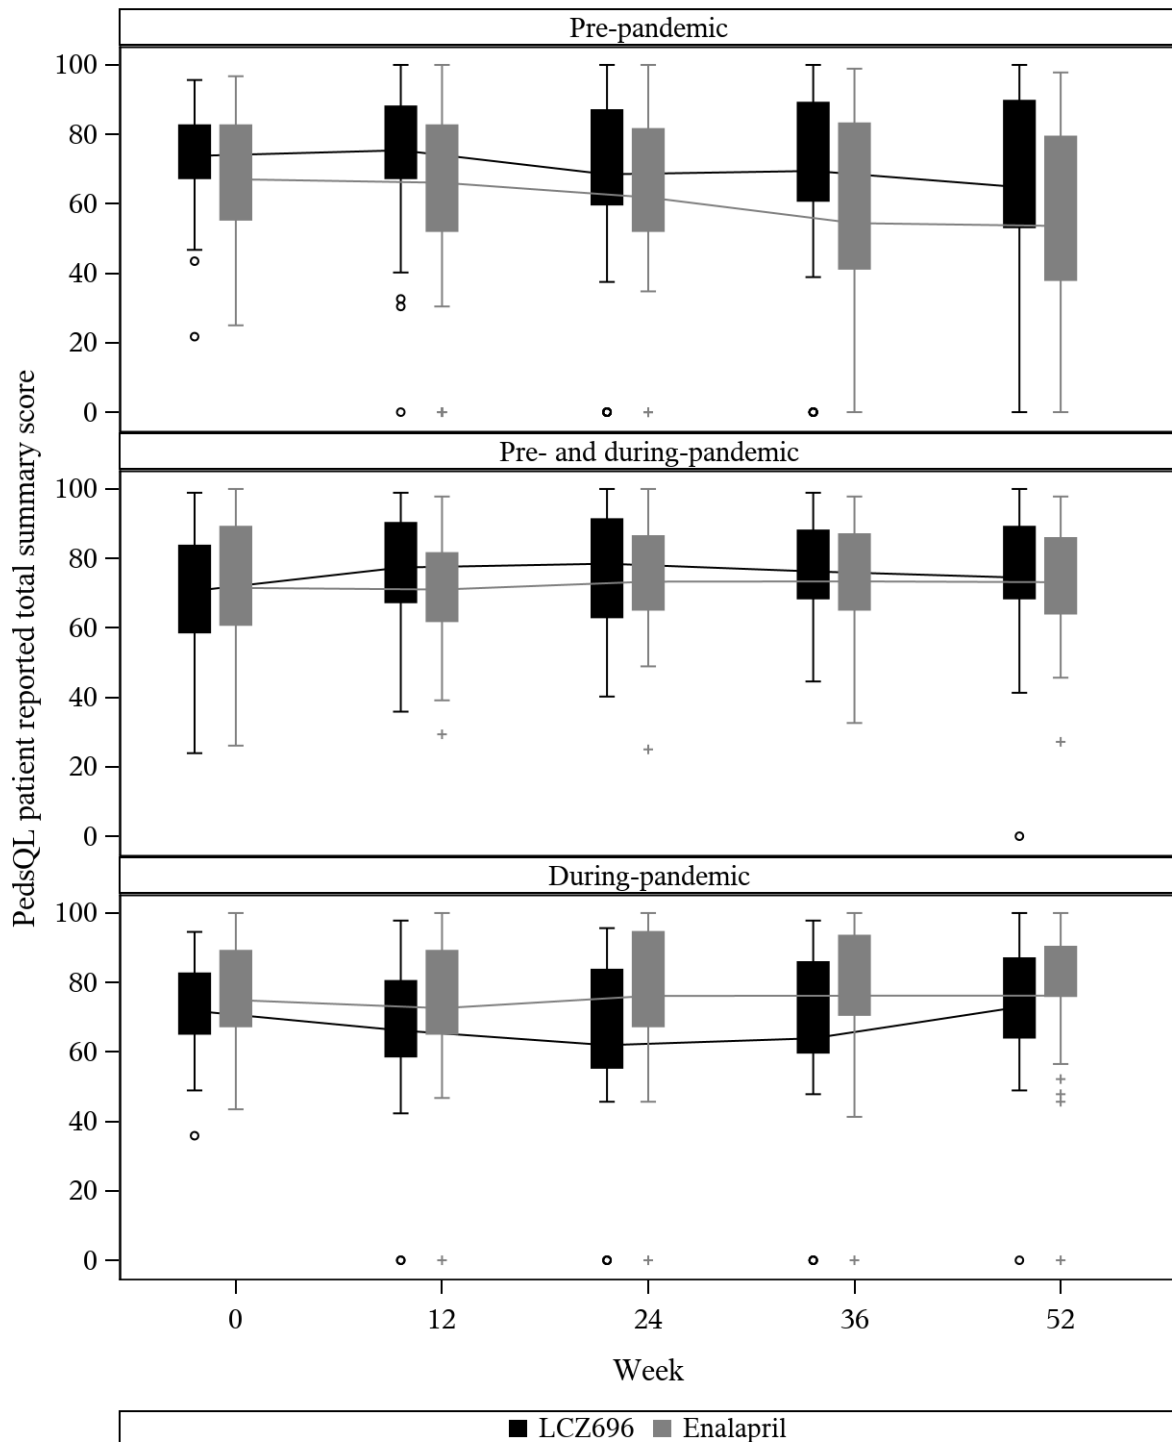 Pre-pandemic
100
80
60
40
20
0
Pre- and during-pandemic
100
80
60
40
20
0
During-pandemic
100
80
60
40
20
0
PedsQL patient reported total summary score
0 12 24 36 52
Week
LCZ696 Enalapril